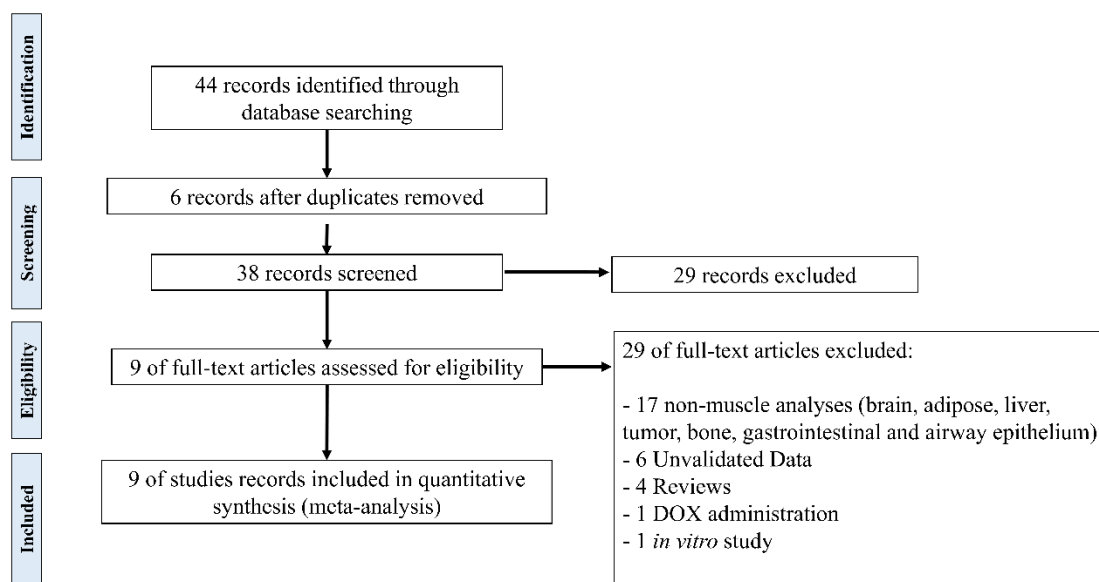 Identification
44 records identified through
database searching
Screening
6 records after duplicates removed
38 records screened
29 records excluded
Eligibility
9 of full-text articles assessed for eligibility
29 of full-text articles excluded:
- 17 non-muscle analyses (brain, adipose, liver,
tumor, bone, gastrointestinal and airway epithelium)
- 6 Unvalidated Data
- 4 Reviews
- 1 DOX administration
- 1 in vitro study
Included
9 of studies records included in quantitative
synthesis (meta-analysis)